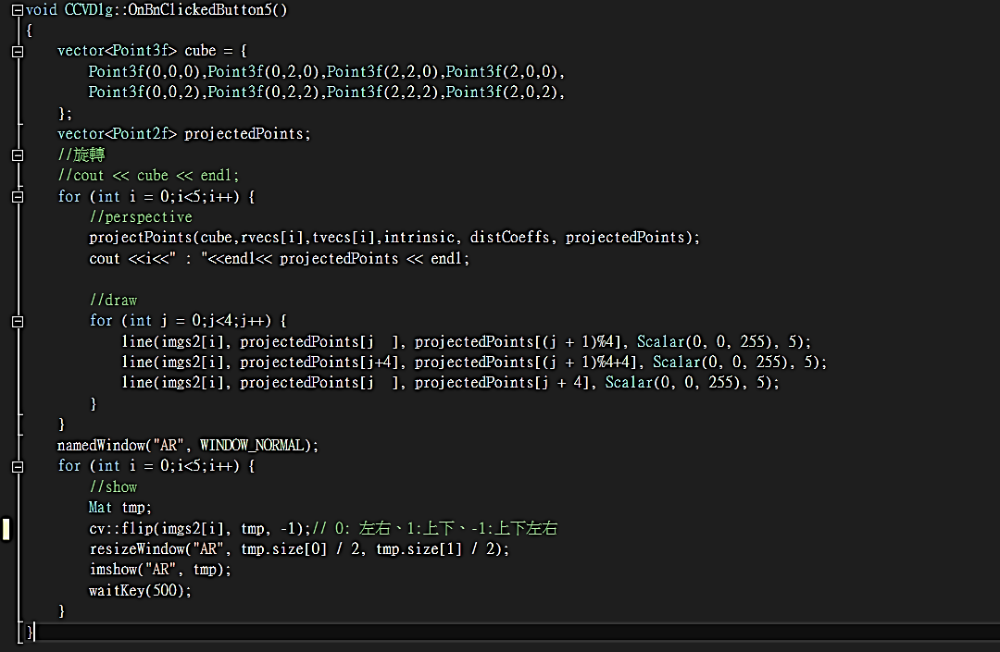 void CCVDlg::OnBnClickedButton5()
{
vector<Point3f> cube = {
Point3f(0,0,0),Point3f(0,2,0),Point3f(2,2,0),Point3f(2,0,0),
Point3f(0,0,2),Point3f(0,2,2),Point3f(2,2,2),Point3f(2,0,2),
};
vector<Point2f> projectedPoints;
//旋轉
//cout << cube << endl;
for (int i = 0;i<5;i++) {
//perspective
projectPoints(cube,rvecs[i],tvecs[i],intrinsic, distCoeffs, projectedPoints);
cout <<i<<" : "<<endl<< projectedPoints << endl;
//draw
for (int j = 0;j<4;j++) {
line(imgs2[i], projectedPoints[j  ], projectedPoints[(j + 1)%4], Scalar(0, 0, 255), 5);
line(imgs2[i], projectedPoints[j+4], projectedPoints[(j + 1)%4+4], Scalar(0, 0, 255), 5);
line(imgs2[i], projectedPoints[j  ], projectedPoints[j + 4], Scalar(0, 0, 255), 5);
}
}
namedWindow("AR", WINDOW_NORMAL);
for (int i = 0;i<5;i++) {
//show
Mat tmp;
cv::flip(imgs2[i], tmp, -1);// 0: 左右、1:上下、-1:上下左右
resizeWindow("AR", tmp.size[0] / 2, tmp.size[1] / 2);
imshow("AR", tmp);
waitKey(500);
}
}